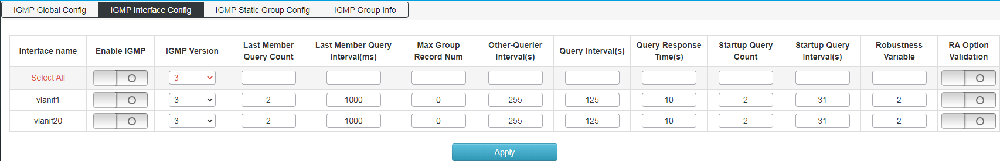 IGMP Global Config IGMP Interface Config IGMP Static Group Config IGMP Group Info
Interface name Enable IGMP IGMP Version Last Member Query Count Last Member Query Interval(ms) Max Group Record Num Other-Querier Interval(s) Query Interval(s) Query Response Time(s) Startup Query Count Startup Query Interval(s) Robustness Variable RA Option Validation
Select All 3
vlanif1 3 2 1000 0 255 125 10 2 31 2
vlanif20 3 2 1000 0 255 125 10 2 31 2
Apply